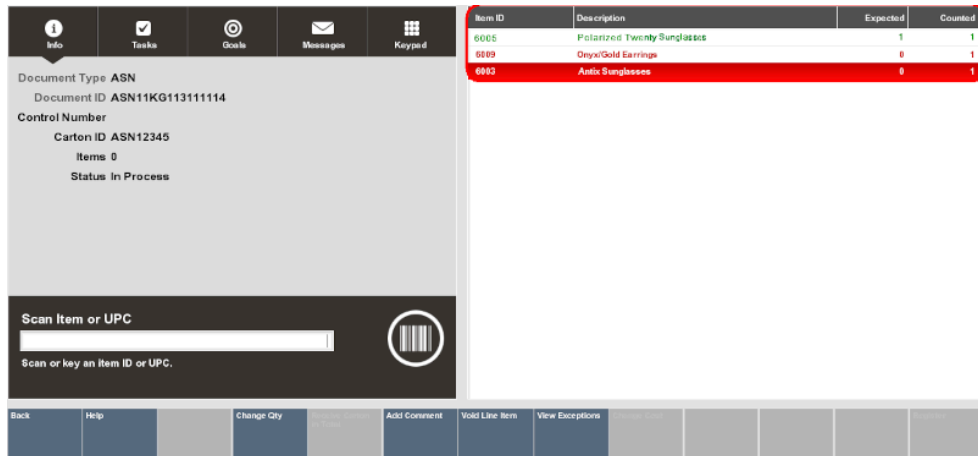 Info Tasks Goals Messages Keypad
Document Type ASN
Document ID ASN11KG113111114
Control Number
Carton ID ASN12345
Items 0
Status In Process
Scan Item or UPC
Scan or key an item ID or UPC.
Item ID Description Expected Counted
6005 Polarized Twenty Sunglasses 1 1
6009 Onyx/Gold Earrings 0 1
6003 Antix Sunglasses 0 1
Back Help Change Qty Add Comment Void Line Item View Exceptions